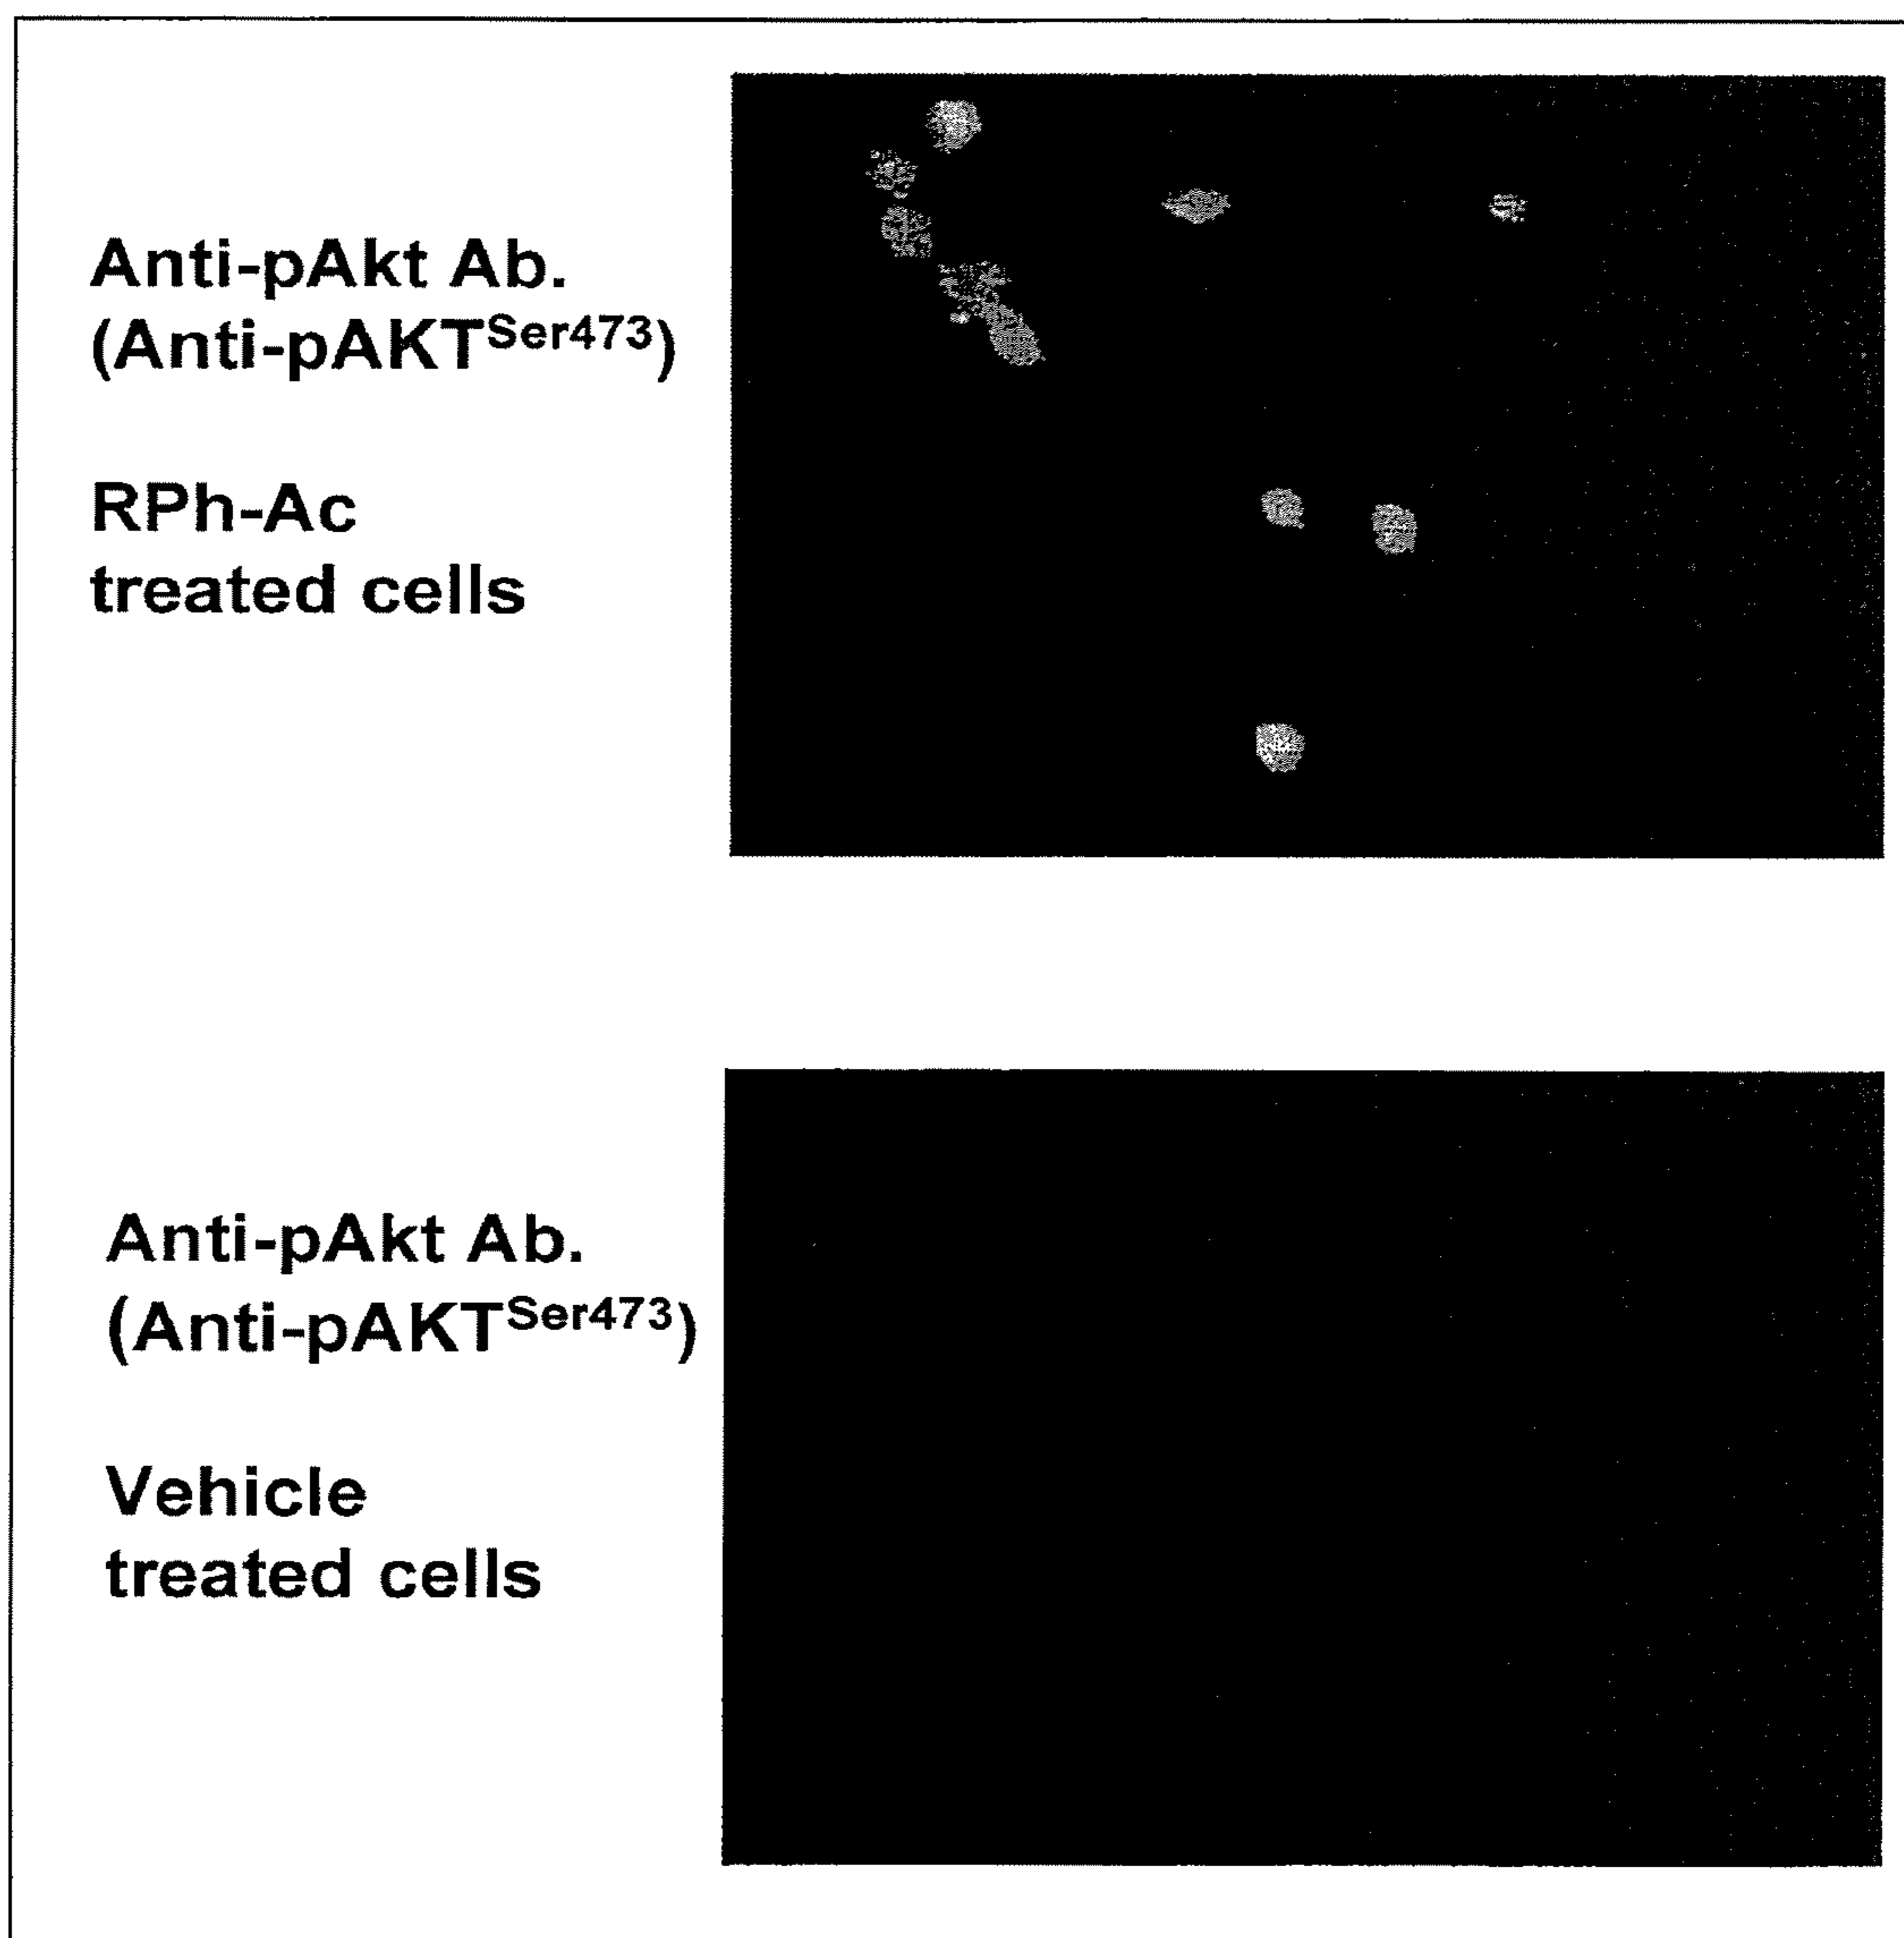 Anti-pAkt Ab.
(Anti-pAKTSer473)
RPh-Ac
treated cells
Anti-pAkt Ab.
(Anti-pAKTSer473)
Vehicle
treated cells